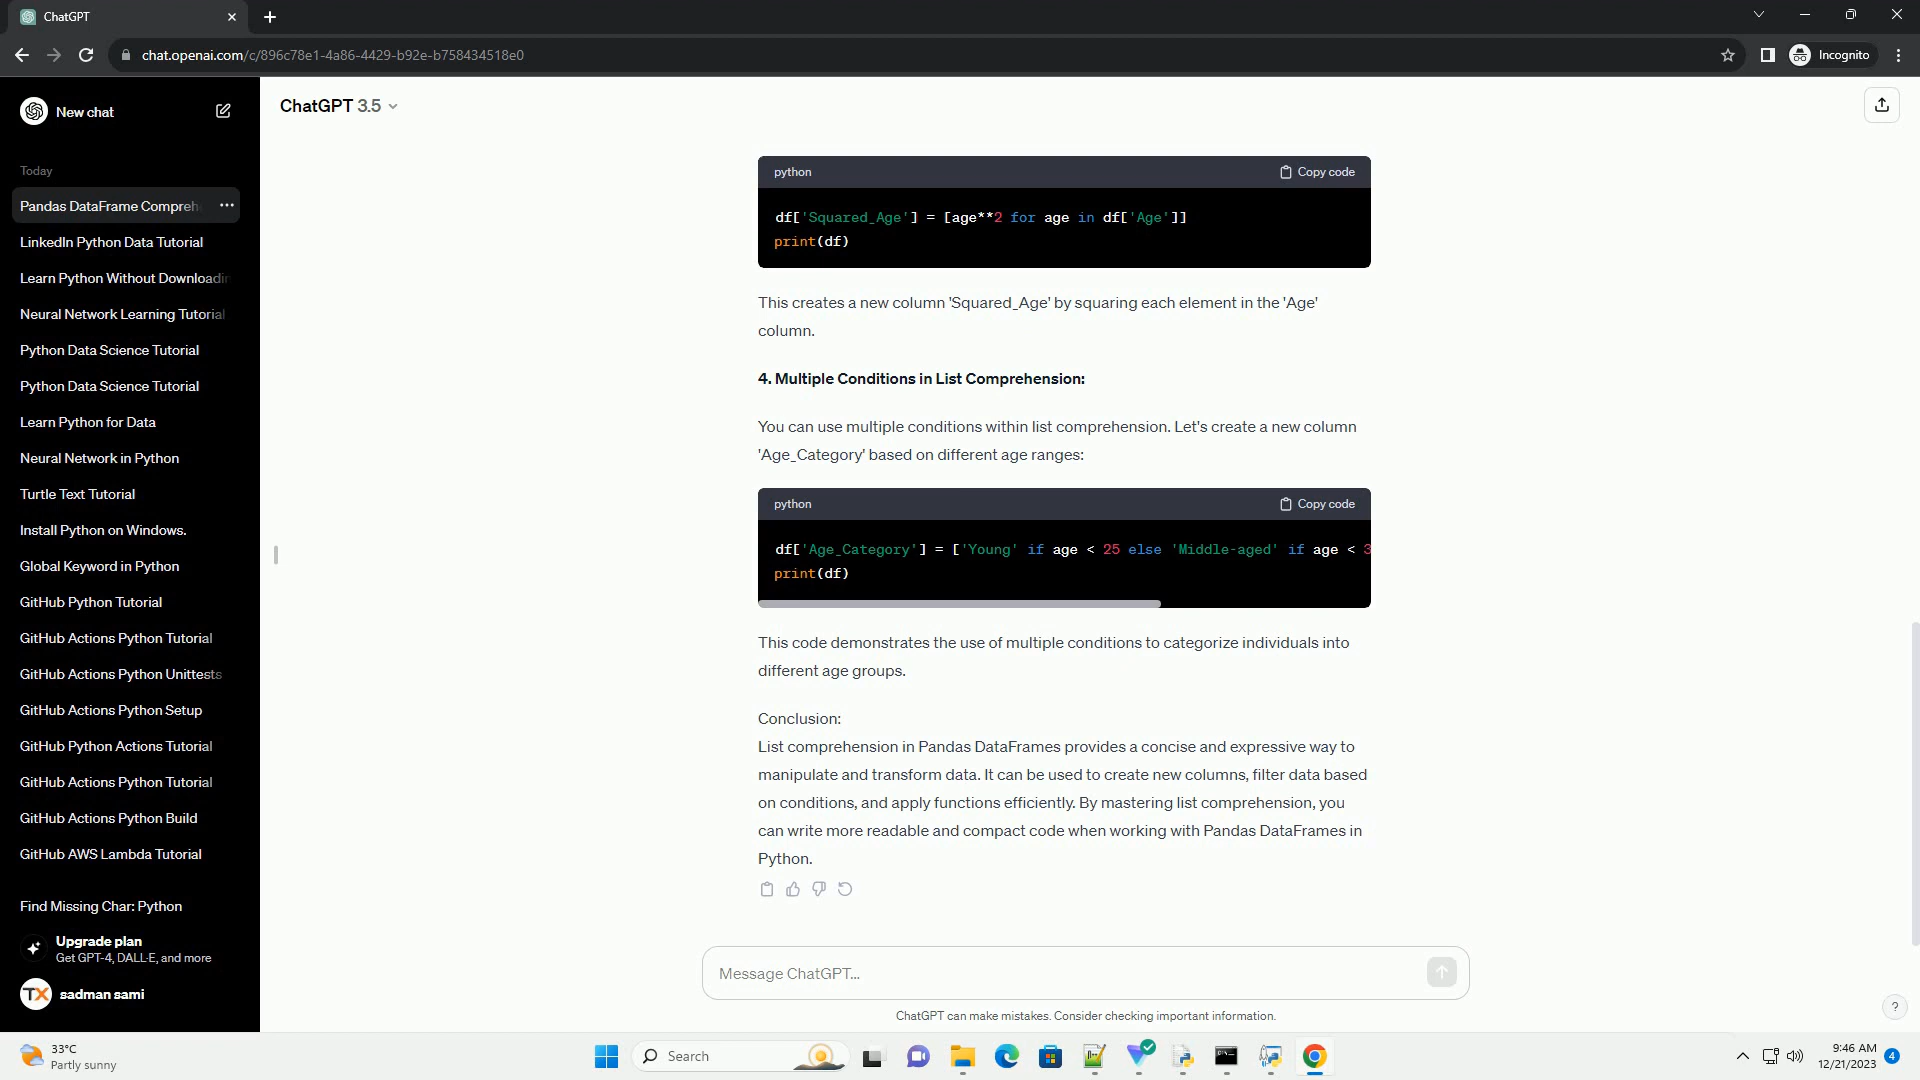 ChatGPT
chat.openai.com/c/896c78e1-4a86-4429-b92e-b758434518e0
Incognito
New chat
Today
Pandas DataFrame Compreh
LinkedIn Python Data Tutorial
Learn Python Without Downloadin
Neural Network Learning Tutorial
Python Data Science Tutorial
Python Data Science Tutorial
Learn Python for Data
Neural Network in Python
Turtle Text Tutorial
Install Python on Windows.
Global Keyword in Python
GitHub Python Tutorial
GitHub Actions Python Tutorial
GitHub Actions Python Unittests
GitHub Actions Python Setup
GitHub Python Actions Tutorial
GitHub Actions Python Tutorial
GitHub Actions Python Build
GitHub AWS Lambda Tutorial
Find Missing Char: Python
Upgrade plan
Get GPT-4, DALL·E, and more
TX sadman sami
ChatGPT 3.5
python Copy code
df['Squared_Age'] = [age**2 for age in df['Age']]
print(df)
This creates a new column 'Squared_Age' by squaring each element in the 'Age'
column.
4. Multiple Conditions in List Comprehension:
You can use multiple conditions within list comprehension. Let's create a new column
'Age_Category' based on different age ranges:
python Copy code
df['Age_Category'] = ['Young' if age < 25 else 'Middle-aged' if age < 3
print(df)
This code demonstrates the use of multiple conditions to categorize individuals into
different age groups.
Conclusion:
List comprehension in Pandas DataFrames provides a concise and expressive way to
manipulate and transform data. It can be used to create new columns, filter data based
on conditions, and apply functions efficiently. By mastering list comprehension, you
can write more readable and compact code when working with Pandas DataFrames in
Python.
Message ChatGPT...
ChatGPT can make mistakes. Consider checking important information.
?
33°C
Partly sunny
Search
9:46 AM
12/21/2023
4